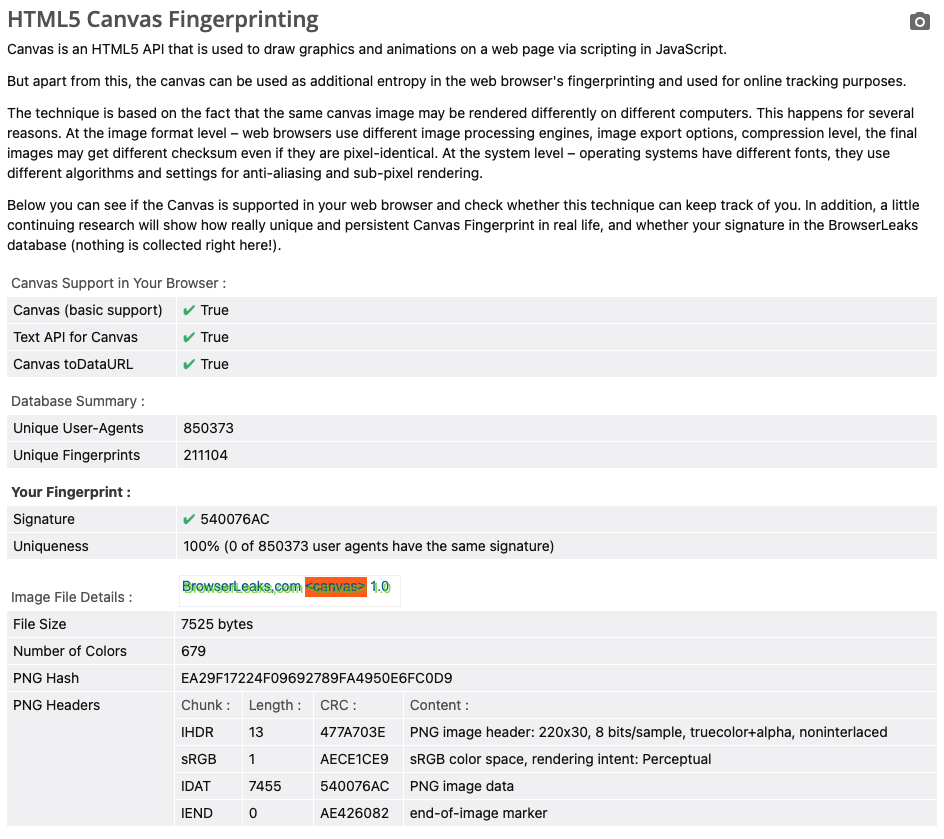 HTML5 Canvas Fingerprinting
Canvas is an HTML5 API that is used to draw graphics and animations on a web page via scripting in JavaScript.
But apart from this, the canvas can be used as additional entropy in the web browser's fingerprinting and used for online tracking purposes.
The technique is based on the fact that the same canvas image may be rendered differently on different computers. This happens for several
reasons. At the image format level – web browsers use different image processing engines, image export options, compression level, the final
images may get different checksum even if they are pixel-identical. At the system level – operating systems have different fonts, they use
different algorithms and settings for anti-aliasing and sub-pixel rendering.
Below you can see if the Canvas is supported in your web browser and check whether this technique can keep track of you. In addition, a little
continuing research will show how really unique and persistent Canvas Fingerprint in real life, and whether your signature in the BrowserLeaks
database (nothing is collected right here!).
Canvas Support in Your Browser :
Canvas (basic support) ✔ True
Text API for Canvas ✔ True
Canvas toDataURL ✔ True
Database Summary :
Unique User-Agents 850373
Unique Fingerprints 211104
Your Fingerprint :
Signature ✔ 540076AC
Uniqueness 100% (0 of 850373 user agents have the same signature)
Image File Details : BrowserLeaks,com <canvas> 1.0
File Size 7525 bytes
Number of Colors 679
PNG Hash EA29F17224F09692789FA4950E6FC0D9
PNG Headers Chunk : Length : CRC : Content :
IHDR 13 477A703E PNG image header: 220x30, 8 bits/sample, truecolor+alpha, noninterlaced
sRGB 1 AECE1CE9 sRGB color space, rendering intent: Perceptual
IDAT 7455 540076AC PNG image data
IEND 0 AE426082 end-of-image marker